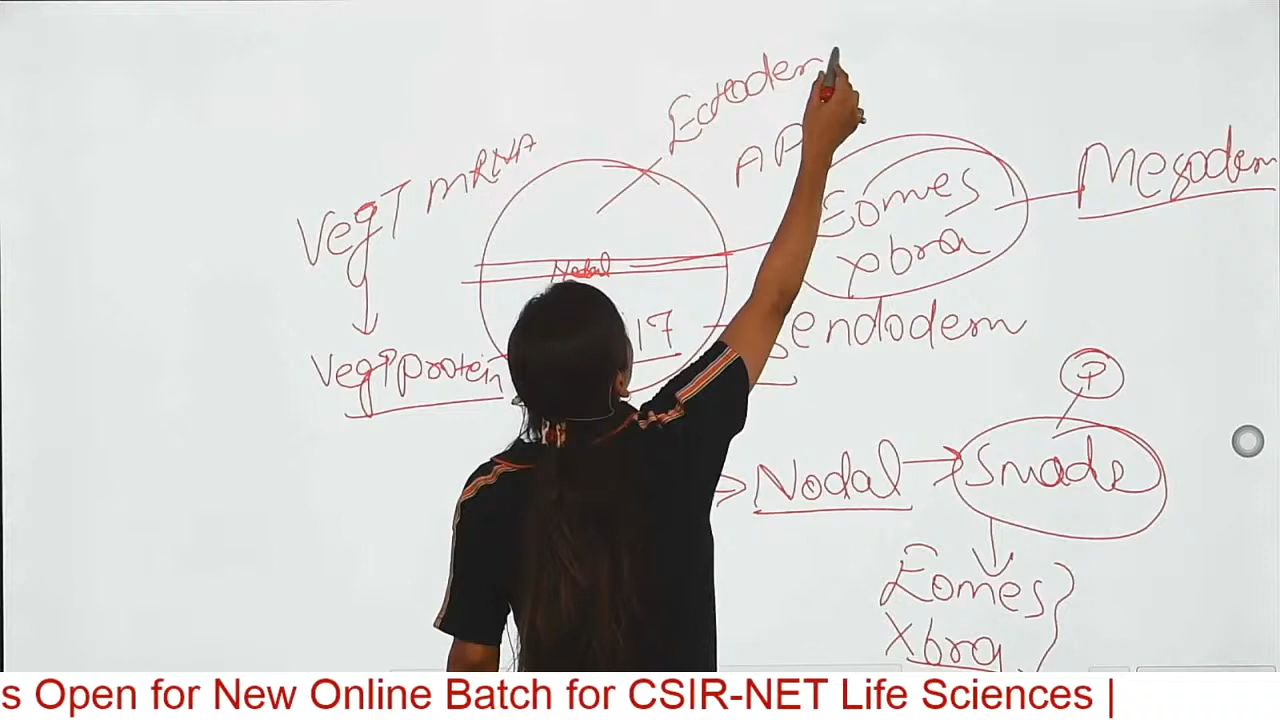 Ectoderm
VegT mRNA
AP
Eomes
Xbra
Mesoderm
Nodal
17
endoderm
VegT protein
P
Nodal
Smads
Eomes
Xbra
s Open for New Online Batch for CSIR-NET Life Sciences |